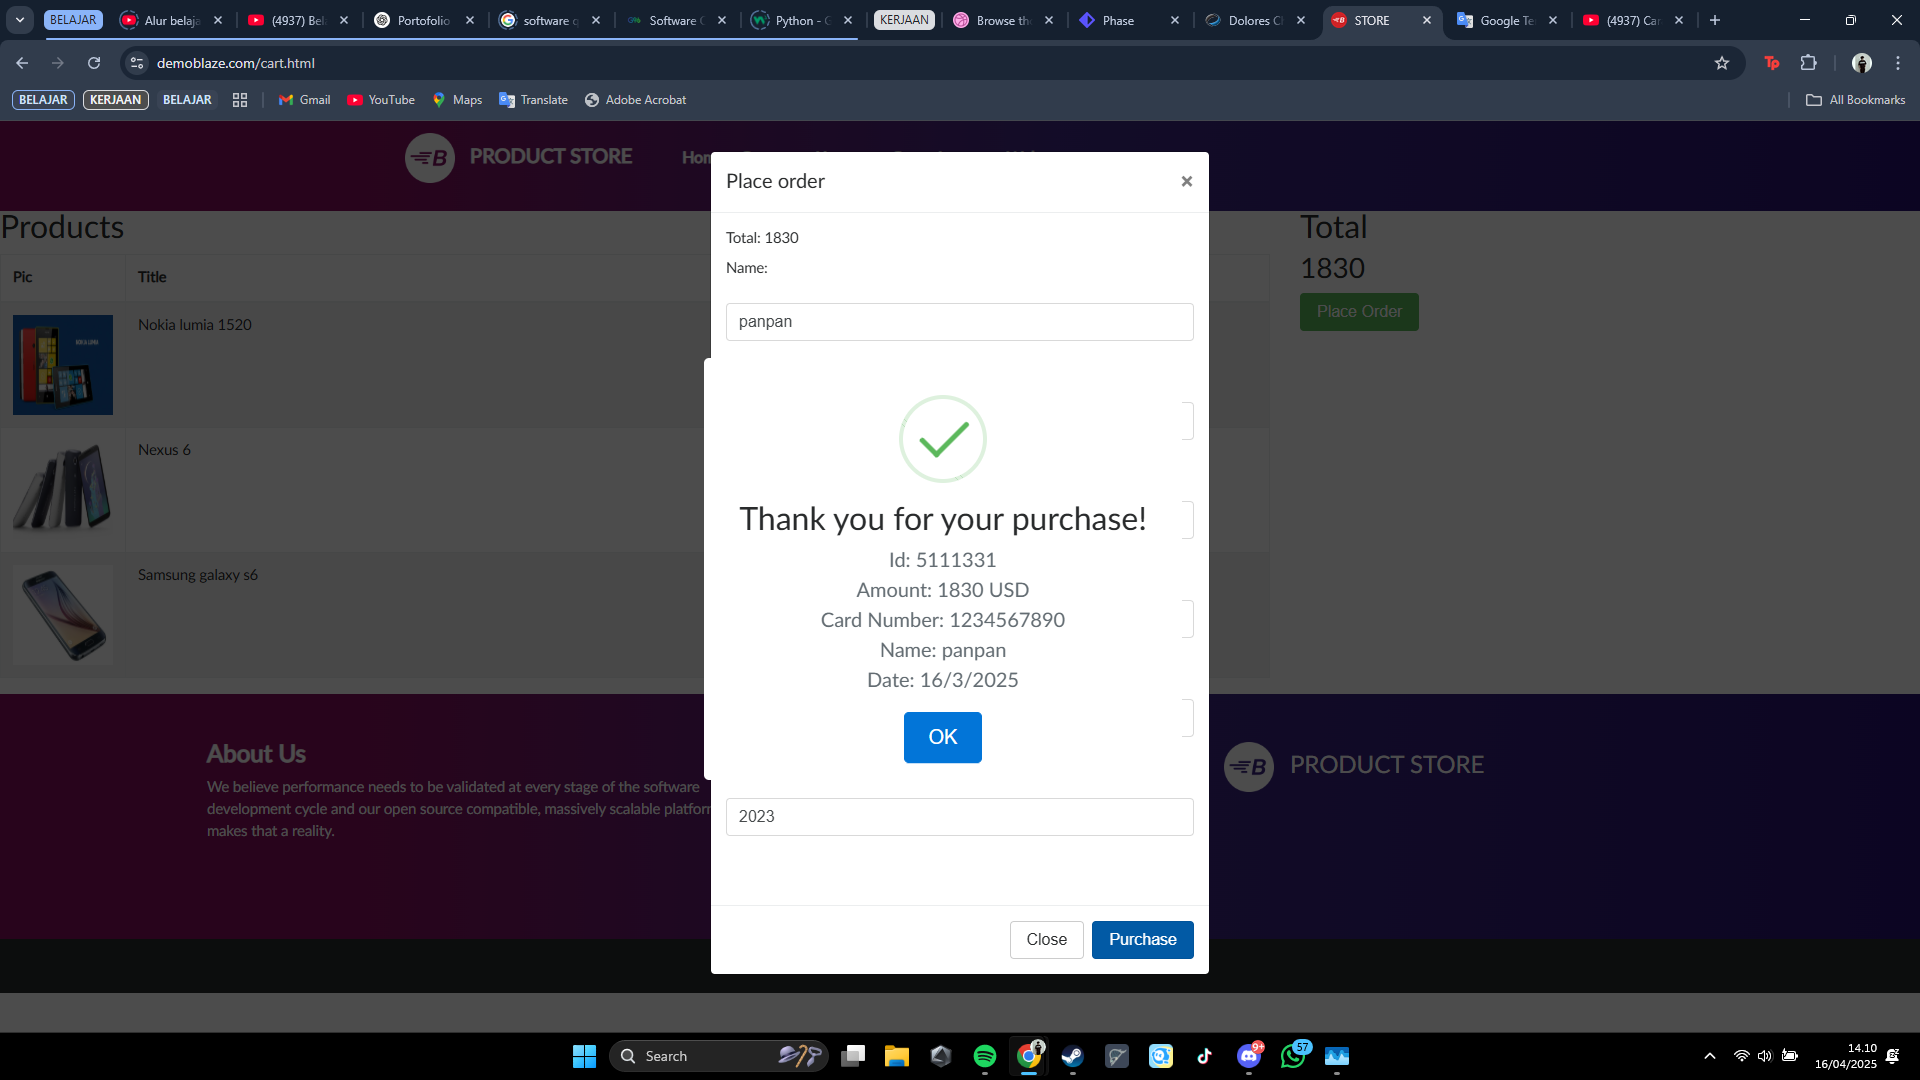 BELAJAR
Alur belaja
(4937) Bel
Portofolio
software q
Software
Python - G
KERJAAN
Browse the
Phase
Dolores C
STORE
Google Te
(4937) Car
demoblaze.com/cart.html
BELAJAR
KERJAAN
BELAJAR
Gmail
YouTube
Maps
Translate
Adobe Acrobat
All Bookmarks
PRODUCT STORE
Place order
×
Products
Pic
Title
Nokia lumia 1520
Nexus 6
Samsung galaxy s6
Total
1830
Place Order
Total: 1830
Name:
panpan
Thank you for your purchase!
Id: 5111331
Amount: 1830 USD
Card Number: 1234567890
Name: panpan
Date: 16/3/2025
OK
2023
Close
Purchase
About Us
We believe performance needs to be validated at every stage of the software
development cycle and our open source compatible, massively scalable platform
makes that a reality.
PRODUCT STORE
Search
9+
57
14.10
16/04/2025